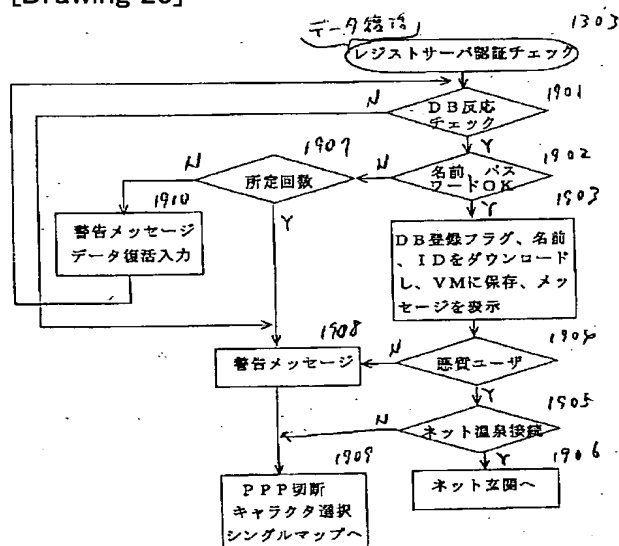 [Drawing 20]
データ復活
1303
レジストサーバ認証チェック
1901
N
DB反応
チェック
Y
1902
1907
N
所定回数
N
名前 パス
ワードOK
1903
1910
Y
Y
警告メッセージ
データ復活入力
DB登録フラグ、名前
、IDをダウンロード
し、VMに保存、メッ
セージを表示
1908
1904
警告メッセージ
N
悪質ユーザ
Y
1905
N
ネット温泉接続
1909
Y
1906
PPP切断
キャラクタ選択
シングルマップへ
ネット玄関へ